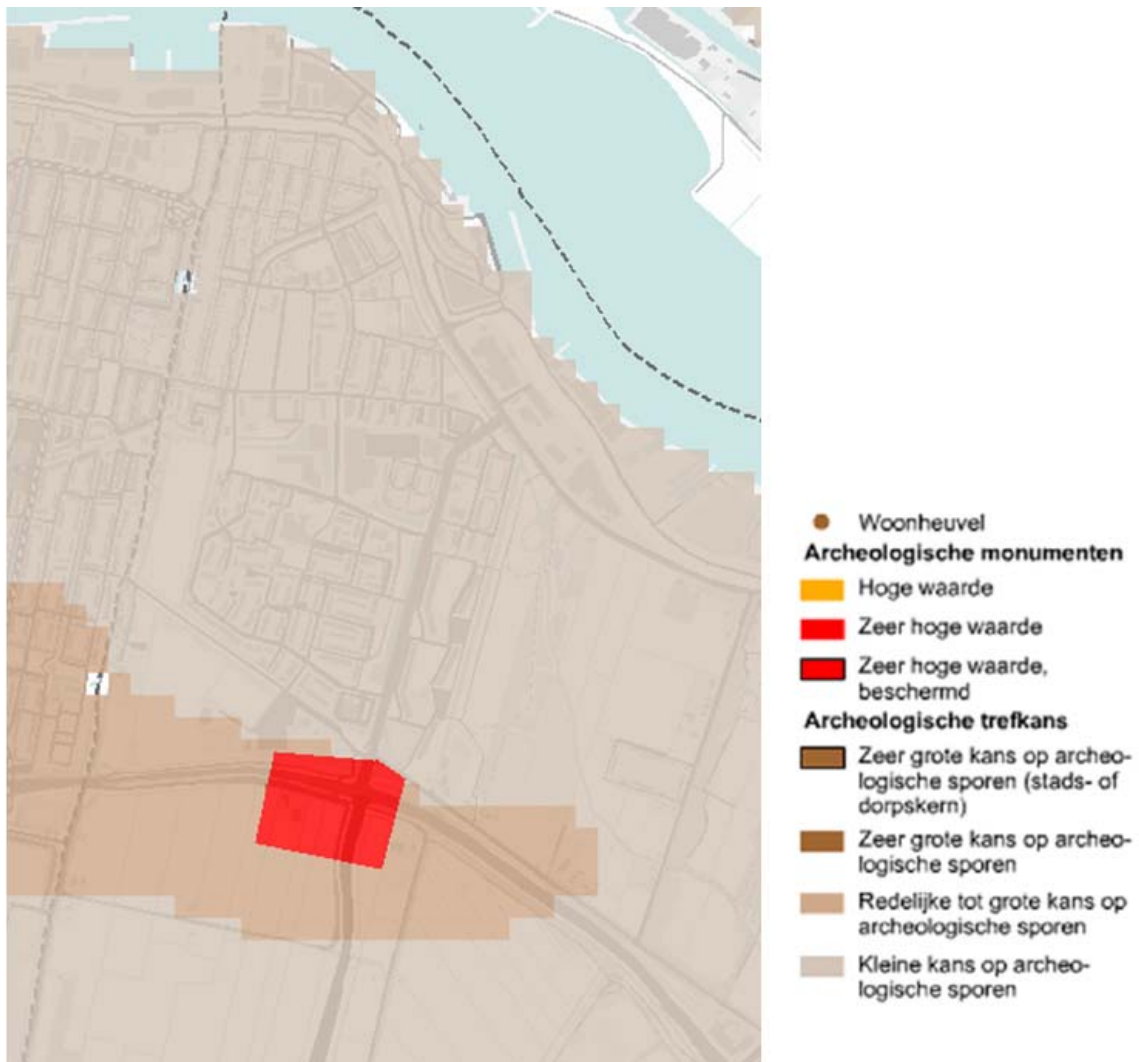 Woonheuvel
Archeologische monumenten
Hoge waarde
Zeer hoge waarde
Zeer hoge waarde,
beschermd
Archeologische trefkans
Zeer grote kans op archeo-
logische sporen (stads- of
dorpskern)
Zeer grote kans op archeo-
logische sporen
Redelijke tot grote kans op
archeologische sporen
Kleine kans op archeo-
logische sporen